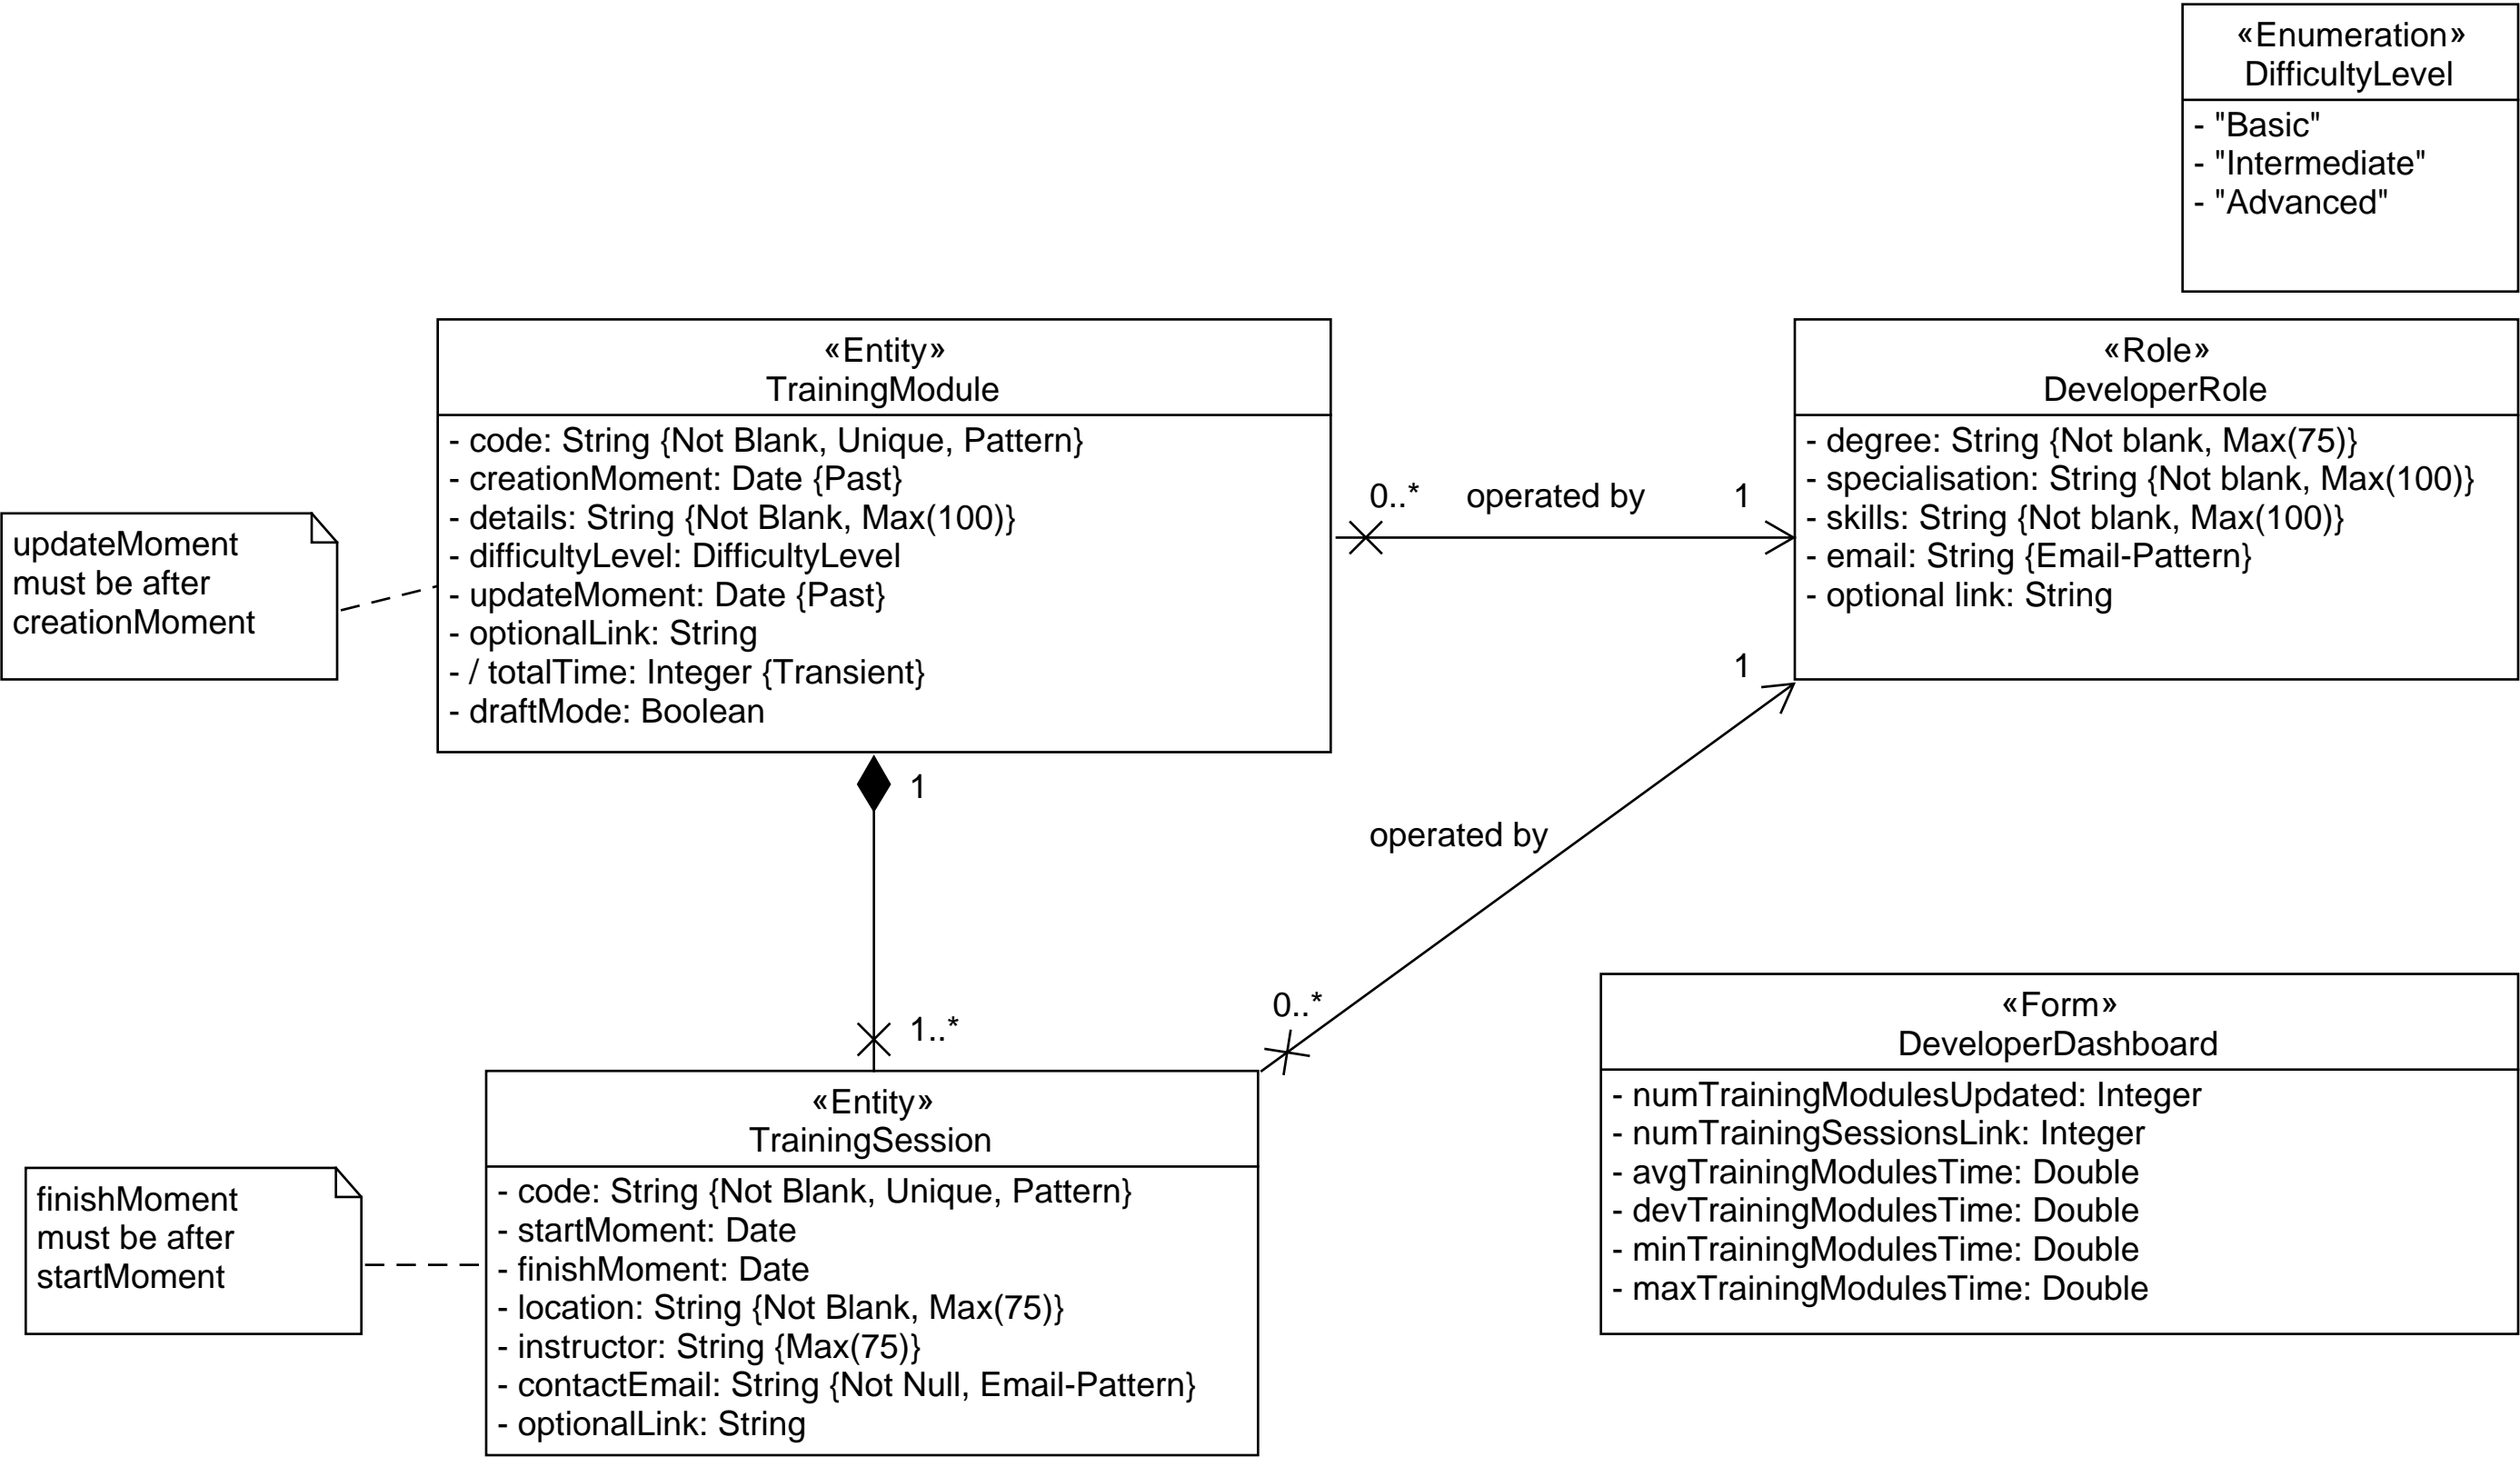 «Enumeration»
DifficultyLevel
- "Basic"
- "Intermediate"
- "Advanced"
«Entity»
TrainingModule
- code: String {Not Blank, Unique, Pattern}
- creationMoment: Date {Past}
- details: String {Not Blank, Max(100)}
- difficultyLevel: DifficultyLevel
- updateMoment: Date {Past}
- optionalLink: String
- / totalTime: Integer {Transient}
- draftMode: Boolean
updateMoment
must be after
creationMoment
0..* operated by 1
«Role»
DeveloperRole
- degree: String {Not blank, Max(75)}
- specialisation: String {Not blank, Max(100)}
- skills: String {Not blank, Max(100)}
- email: String {Email-Pattern}
- optional link: String
1
1
operated by
0..*
1..*
«Entity»
TrainingSession
- code: String {Not Blank, Unique, Pattern}
- startMoment: Date
- finishMoment: Date
- location: String {Not Blank, Max(75)}
- instructor: String {Max(75)}
- contactEmail: String {Not Null, Email-Pattern}
- optionalLink: String
finishMoment
must be after
startMoment
«Form»
DeveloperDashboard
- numTrainingModulesUpdated: Integer
- numTrainingSessionsLink: Integer
- avgTrainingModulesTime: Double
- devTrainingModulesTime: Double
- minTrainingModulesTime: Double
- maxTrainingModulesTime: Double